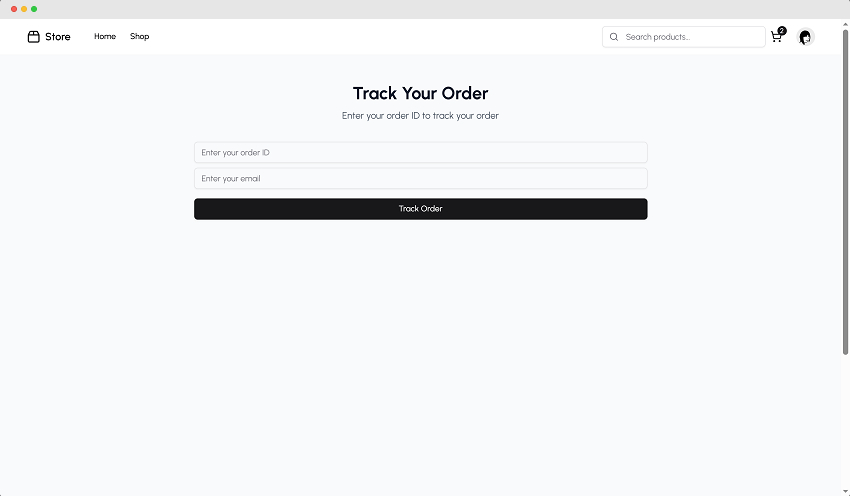 Store
Home
Shop
Search products...
2
Track Your Order
Enter your order ID to track your order
Enter your order ID
Enter your email
Track Order